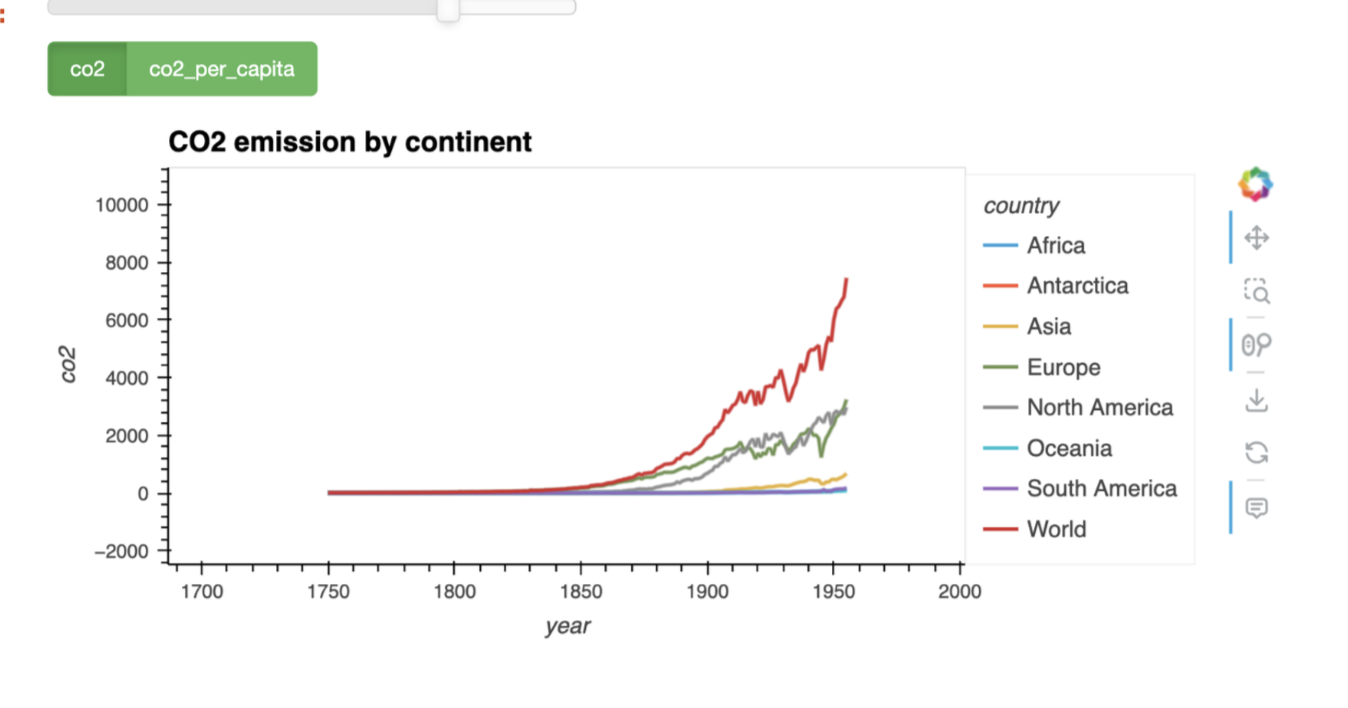 :
co2 co2_per_capita
CO2 emission by continent
10000
8000
6000
4000
2000
0
−2000
co2
1700 1750 1800 1850 1900 1950 2000
year
country
Africa
Antarctica
Asia
Europe
North America
Oceania
South America
World